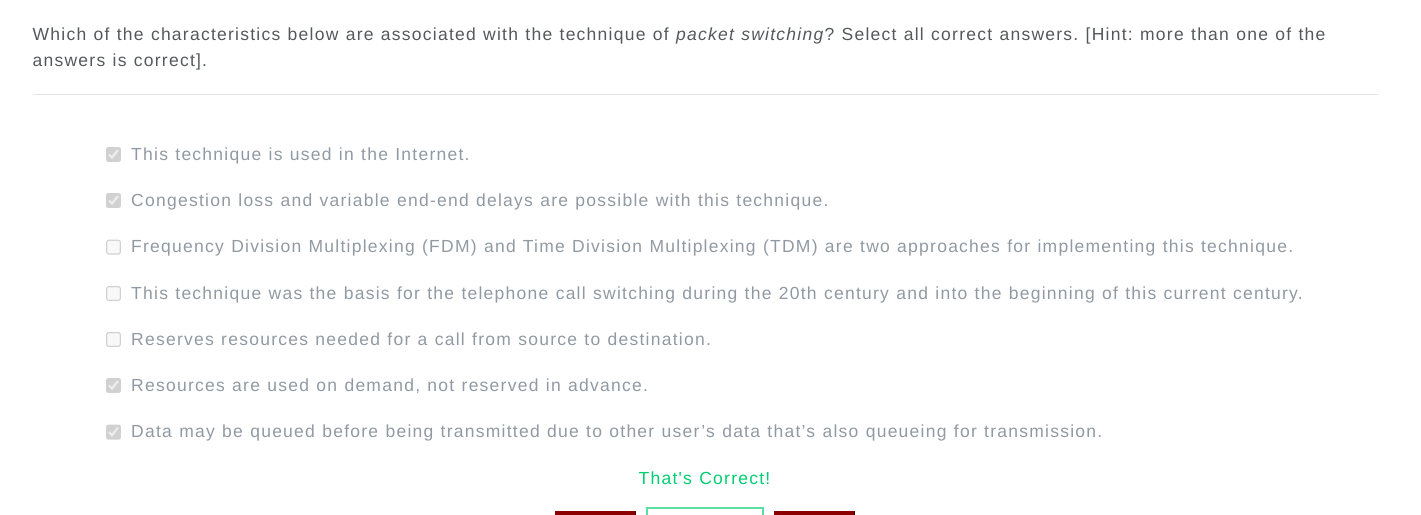 Which of the characteristics below are associated with the technique of packet switching? Select all correct answers. [Hint: more than one of the
answers is correct].
This technique is used in the Internet.
Congestion loss and variable end-end delays are possible with this technique.
Frequency Division Multiplexing (FDM) and Time Division Multiplexing (TDM) are two approaches for implementing this technique.
This technique was the basis for the telephone call switching during the 20th century and into the beginning of this current century.
Reserves resources needed for a call from source to destination.
Resources are used on demand, not reserved in advance.
Data may be queued before being transmitted due to other user’s data that’s also queueing for transmission.
That's Correct!